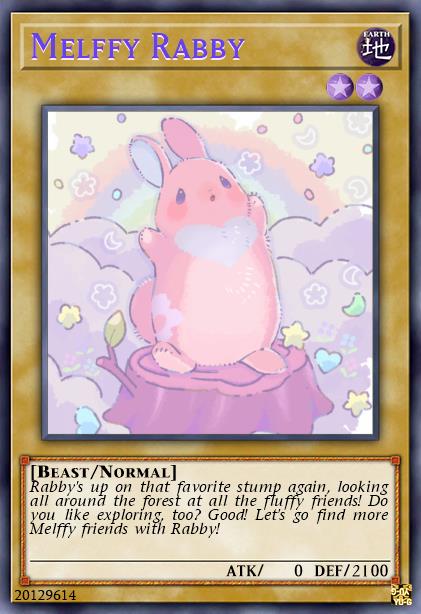 Melffy Rabby
EARTH
地
[Beast/Normal]
Rabby's up on that favorite stump again, looking
all around the forest at all the fluffy friends! Do
you like exploring, too? Good! Let's go find more
Melffy friends with Rabby!
ATK/ 0 DEF/2100
20129614